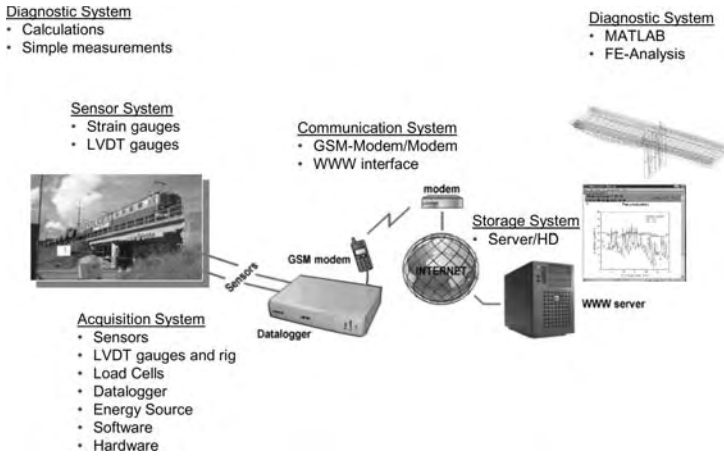 Diagnostic System
• Calculations
• Simple measurements
Diagnostic System
• MATLAB
• FE-Analysis
Sensor System
• Strain gauges
• LVDT gauges
Communication System
• GSM-Modem/Modem
• WWW interface
modem
Storage System
• Server/HD
GSM modem
INTERNET
Sensors
WWW server
Datalogger
Acquisition System
• Sensors
• LVDT gauges and rig
• Load Cells
• Datalogger
• Energy Source
• Software
• Hardware